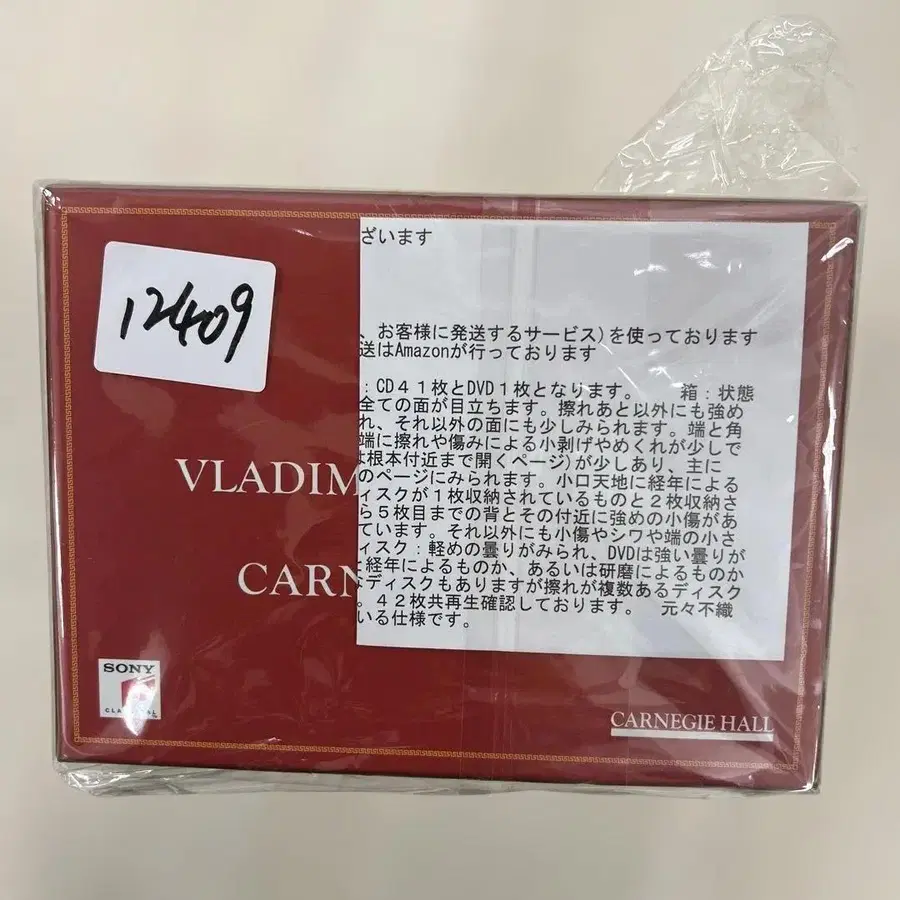 12409
ざいます
、お客様に発送するサービス)を使っております
送はAmazonが行っております
：CD４１枚とDVD１枚となります。 箱：状態
全ての面が目立ちます。擦れあと以外にも強め
れ、それ以外の面にも少しみられます。端と角
端に擦れや傷みによる小剥げやめくれが少しで
根本付近まで開くページ)が少しあり、主に
のページにみられます。小口天地に経年による
ィスクが１枚収納されているものと２枚収納さ
ら５枚目までの背とその付近に強めの小傷があ
ています。それ以外にも小傷やシワや端の小さ
ィスク：軽めの曇りがみられ、DVDは強い曇りが
経年によるものか、あるいは研磨によるものか
ディスクもありますが擦れが複数あるディスク
。４２枚共再生確認しております。 元々不織
いる仕様です。
VLADIM
CARN
SONY
CLASSICAL
CARNEGIE HALL